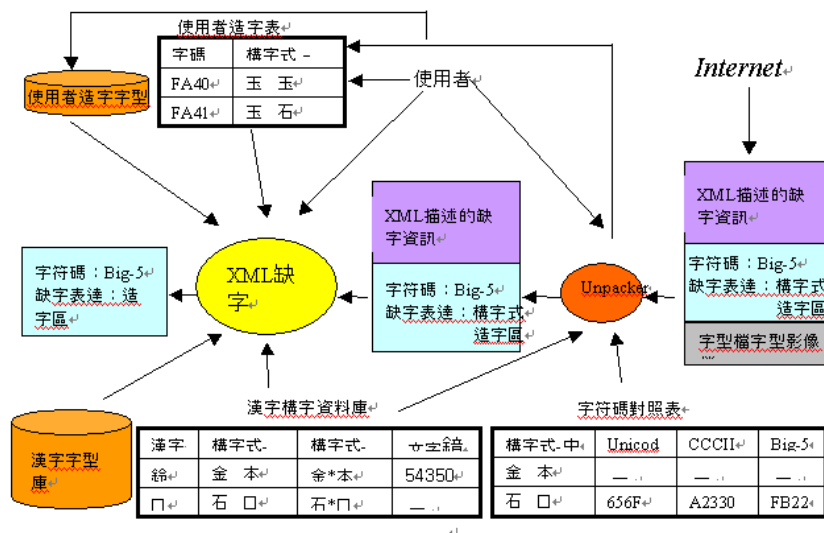 使用者造字表
字碼 構字式 -
FA40 玉 玉
FA41 玉 石
使用者造字字型
使用者
Internet
XML描述的缺
字資訊
字符碼：Big-5
缺字表達：構字式
造字區
字型檔字型影像
Unpacker
XML描述的缺
字資訊
字符碼：Big-5
缺字表達：構字式
造字區
XML缺
字
字符碼：Big-5
缺字表達：造
字區
漢字字型
庫
漢字構字資料庫
漢字 構字式- 構字式-
鈴 金 本 金*本 54350
石 口 石*口 —
字符碼對照表
構字式-中 Unicod CCCII Big-5
金 本 — — —
石 口 656F A2330 FB22